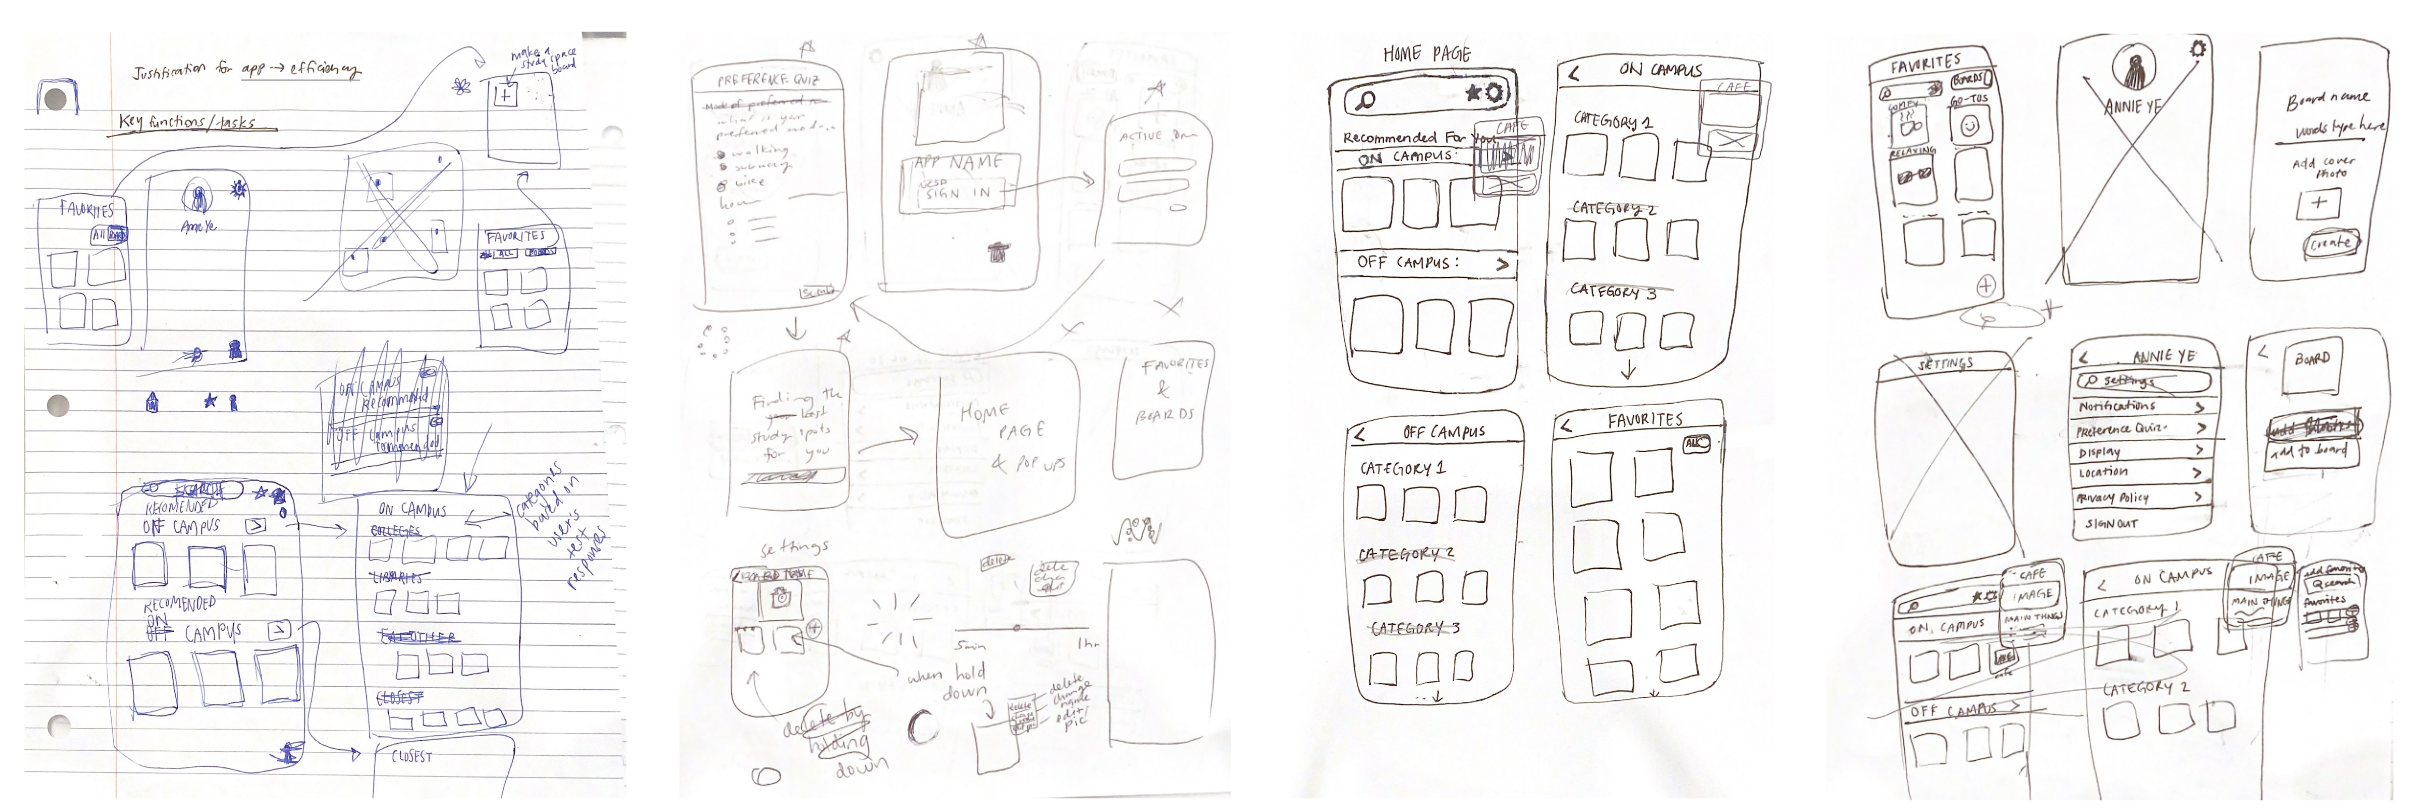 Justification for app → efficiency
Key functions/tasks
make a
study space
board
+
FAVORITES
All
Annie Ye
FAVORITES
ALL
BOARDS
OFF CAMPUS
Recommended
OFF campus
SEARCH
RECOMENDED
OFF CAMPUS
>
RECOMENDED
ON
OFF CAMPUS
>
ON CAMPUS
COLLEGES
LIBRARIES
OTHER
CLOSEST
CLOSEST
categories
based on
user's
test
responses
PREFERENCE QUIZ
what is your
preferred mod...
walking
subway
bike
APP NAME
SIGN IN
Finding the
your best
study spots
for you
HOME
PAGE
& POP UPS
FAVORITES
&
BOARDS
settings
BOARD NAME
+
delete
5min
1hr
when hold
down
delete by
holding
down
delete
change
name
edit
pic
HOME PAGE
Recommended For You
ON CAMPUS:
CAFE
OFF CAMPUS:
>
< ON CAMPUS
CAFE
CATEGORY 1
CATEGORY 2
CATEGORY 3
< OFF CAMPUS
CATEGORY 1
CATEGORY 2
CATEGORY 3
< FAVORITES
ALL
FAVORITES
BOARDS
COMFY
GO-TOS
RELAXING
+
ANNIE YE
Board name
words type here
Add cover
Photo
+
Create
SETTINGS
< ANNIE YE
settings
Notifications >
Preference Quiz >
Display >
Location >
Privacy Policy >
SIGN OUT
<
BOARD
add to board
ON CAMPUS
CAFE
IMAGE
MAIN THINGS
OFF CAMPUS >
< ON CAMPUS
CAFE
IMAGE
MAIN THINGS
CATEGORY 1
CATEGORY 2
add favorites
search
favorites